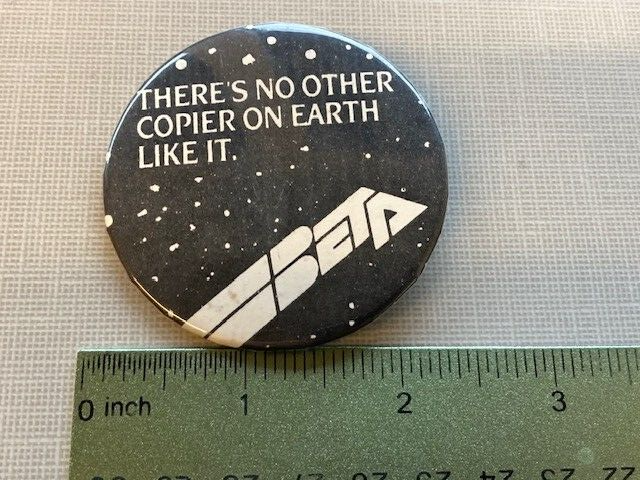 THERE'S NO OTHER
COPIER ON EARTH
LIKE IT.
BETA
0 inch 1 2 3